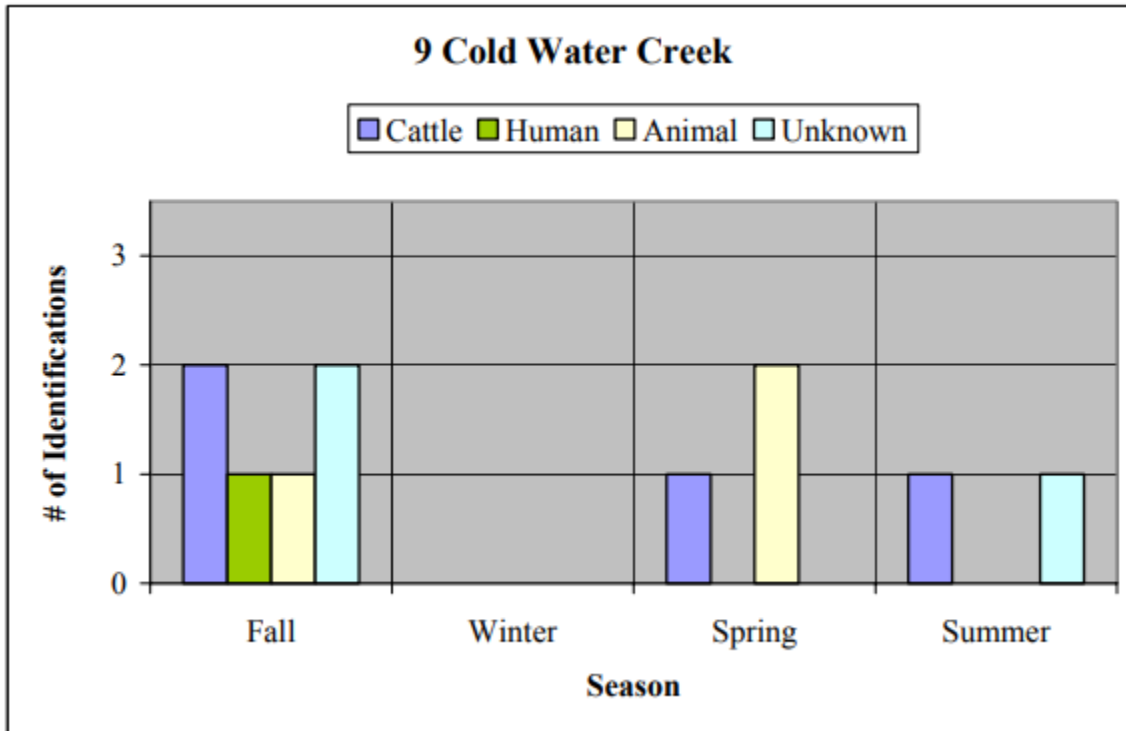 9 Cold Water Creek
Cattle Human Animal Unknown
# of Identifications
3
2
1
0
Fall Winter Spring Summer
Season